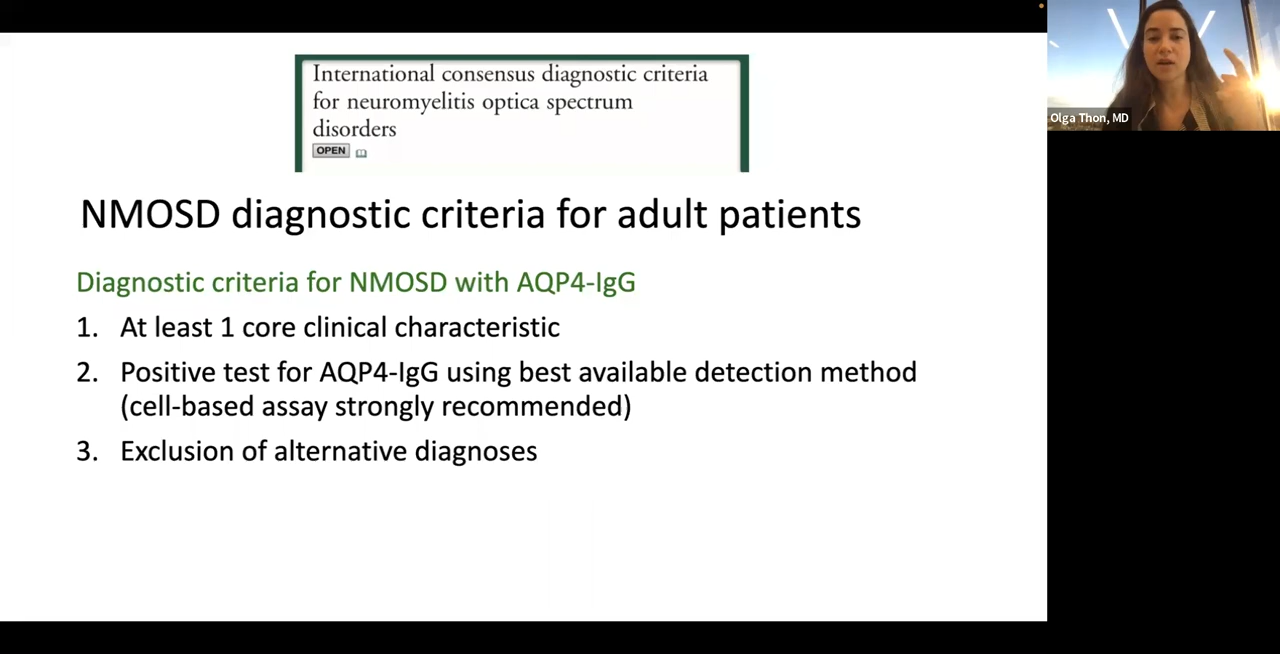 International consensus diagnostic criteria
for neuromyelitis optica spectrum
disorders
OPEN
NMOSD diagnostic criteria for adult patients
Diagnostic criteria for NMOSD with AQP4-IgG
1. At least 1 core clinical characteristic
2. Positive test for AQP4-IgG using best available detection method
(cell-based assay strongly recommended)
3. Exclusion of alternative diagnoses
Olga Thon, MD